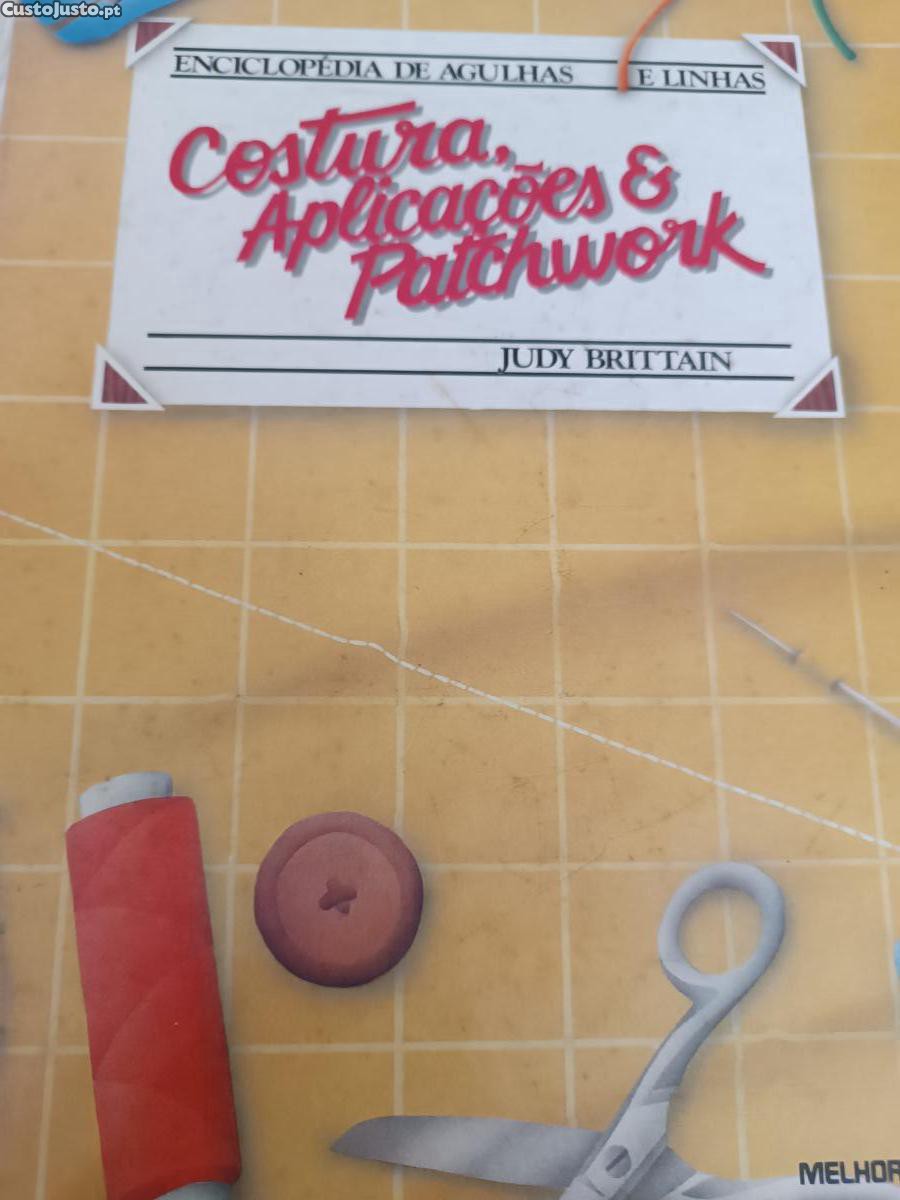 CustoJusto.pt
ENCICLOPÉDIA DE AGULHAS E LINHAS
Costura,
Aplicações &
Patchwork
JUDY BRITTAIN
MELHOR